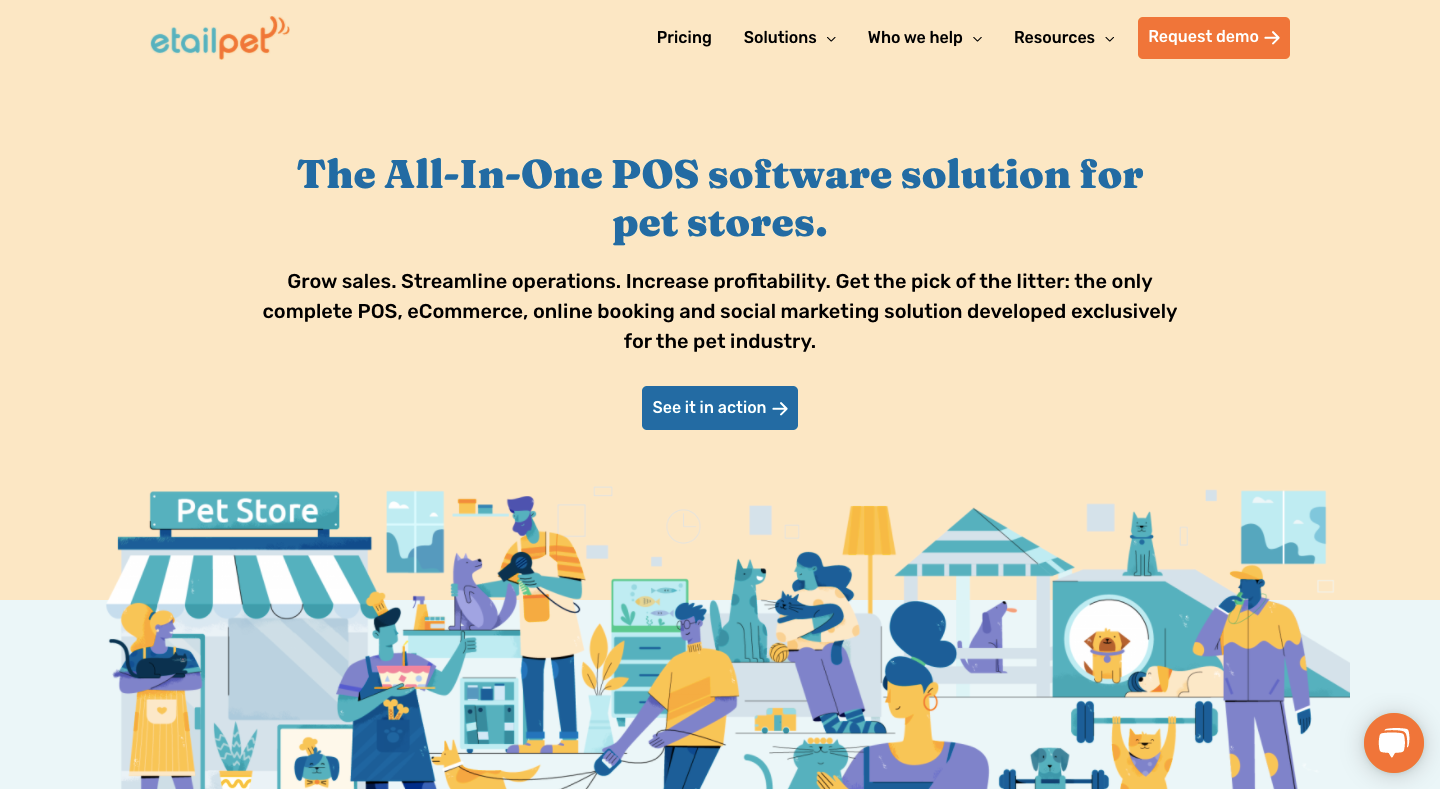 etailpet
Pricing
Solutions
Who we help
Resources
Request demo
The All-In-One POS software solution for
pet stores.
Grow sales. Streamline operations. Increase profitability. Get the pick of the litter: the only
complete POS, eCommerce, online booking and social marketing solution developed exclusively
for the pet industry.
See it in action
Pet Store